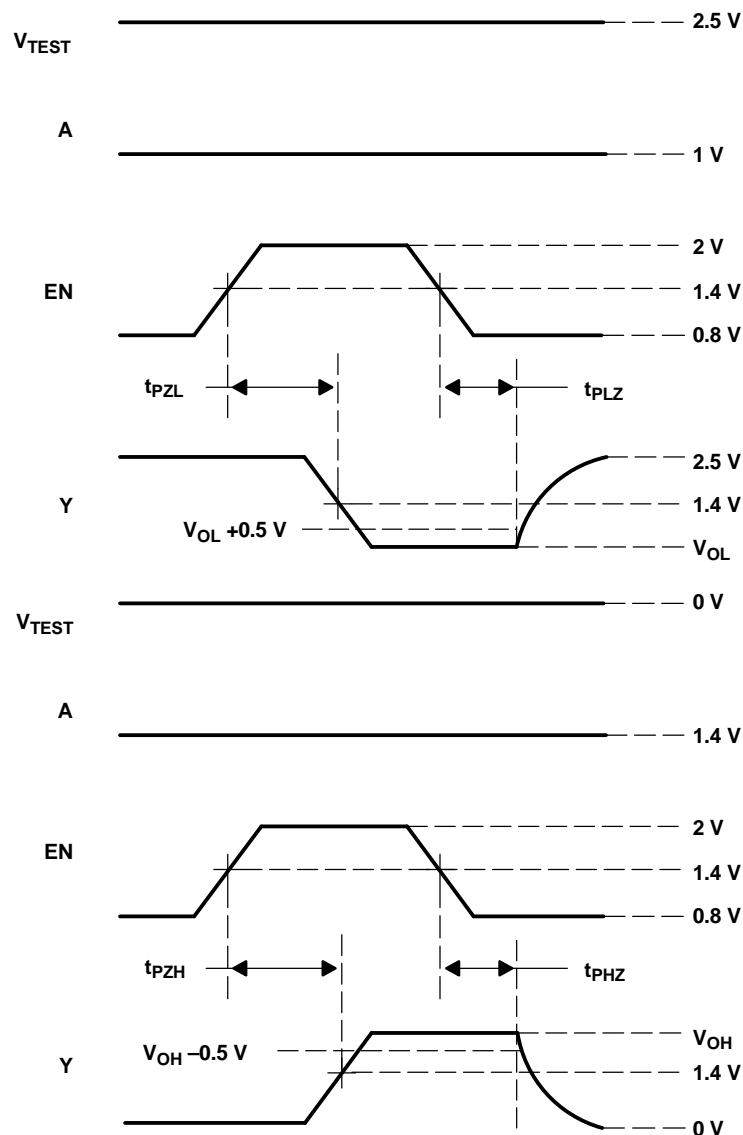 V_TEST
2.5 V
A
1 V
EN
2 V
1.4 V
0.8 V
t_PZL
t_PLZ
Y
2.5 V
1.4 V
V_OL +0.5 V
V_OL
V_TEST
0 V
A
1.4 V
EN
2 V
1.4 V
0.8 V
t_PZH
t_PHZ
V_OH
V_OH –0.5 V
Y
1.4 V
0 V